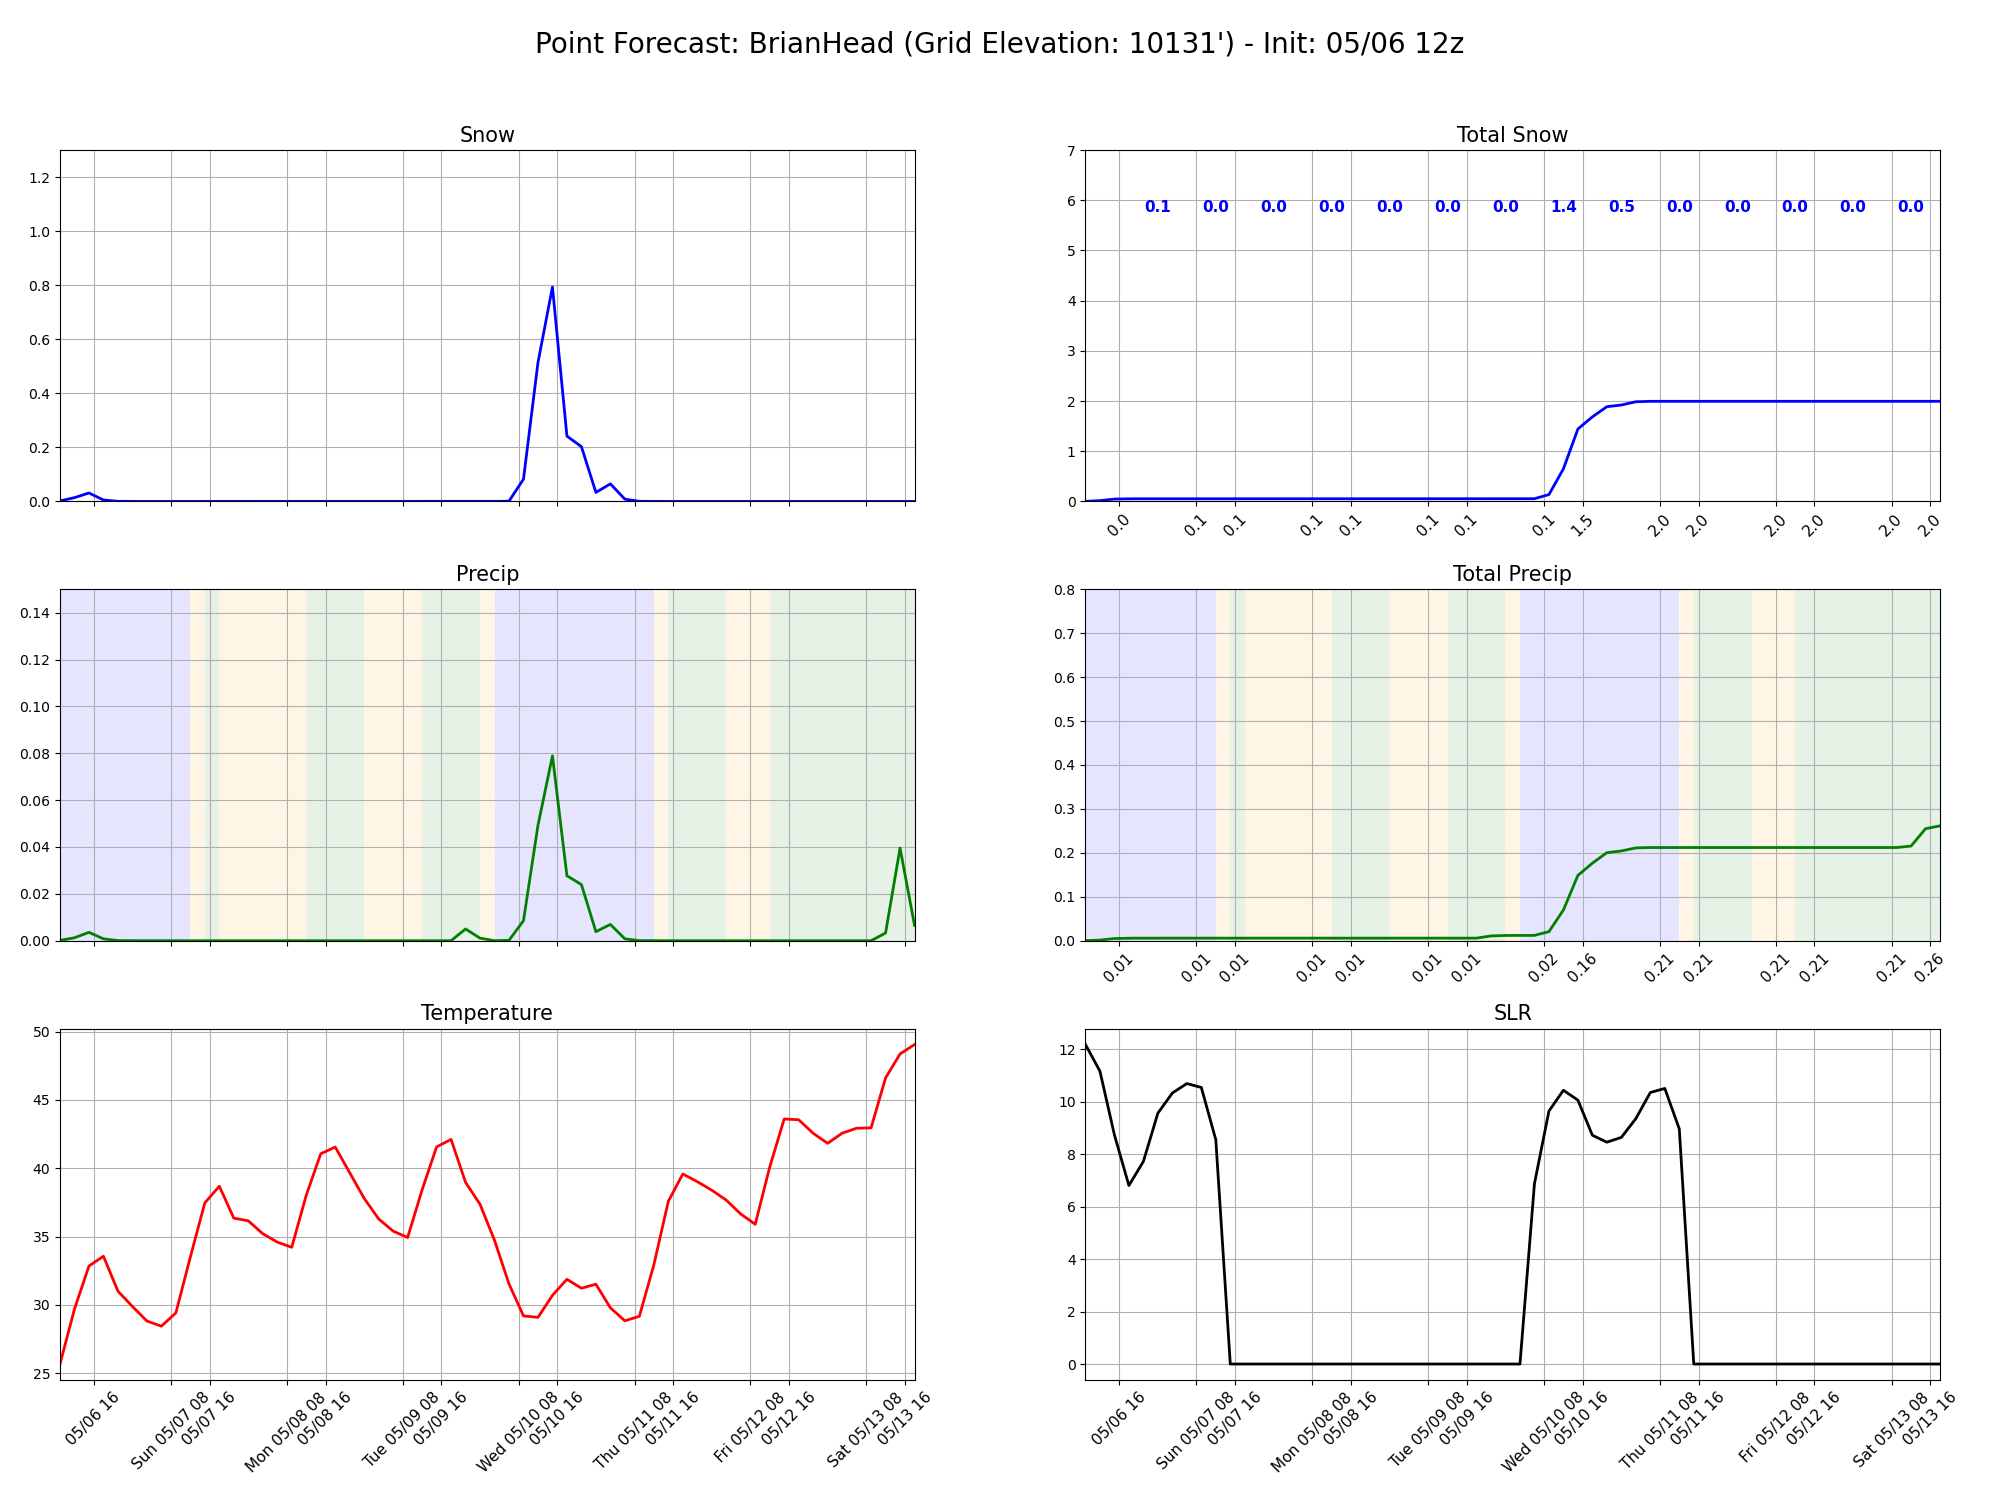 Point Forecast: BrianHead (Grid Elevation: 10131') - Init: 05/06 12z
Snow
1.2
1.0
0.8
0.6
0.4
0.2
0.0
Total Snow
7
6
5
4
3
2
1
0
0.1 0.0 0.0 0.0 0.0 0.0 0.0 1.4 0.5 0.0 0.0 0.0 0.0 0.0
0.0 0.1 0.1 0.1 0.1 0.1 0.1 0.1 1.5 2.0 2.0 2.0 2.0 2.0 2.0
Precip
0.14
0.12
0.10
0.08
0.06
0.04
0.02
0.00
Total Precip
0.8
0.7
0.6
0.5
0.4
0.3
0.2
0.1
0.0
0.01 0.01 0.01 0.01 0.01 0.01 0.01 0.02 0.16 0.21 0.21 0.21 0.21 0.21 0.26
Temperature
50
45
40
35
30
25
05/06 16
Sun 05/07 08
05/07 16
Mon 05/08 08
05/08 16
Tue 05/09 08
05/09 16
Wed 05/10 08
05/10 16
Thu 05/11 08
05/11 16
Fri 05/12 08
05/12 16
Sat 05/13 08
05/13 16
SLR
12
10
8
6
4
2
0
05/06 16
Sun 05/07 08
05/07 16
Mon 05/08 08
05/08 16
Tue 05/09 08
05/09 16
Wed 05/10 08
05/10 16
Thu 05/11 08
05/11 16
Fri 05/12 08
05/12 16
Sat 05/13 08
05/13 16